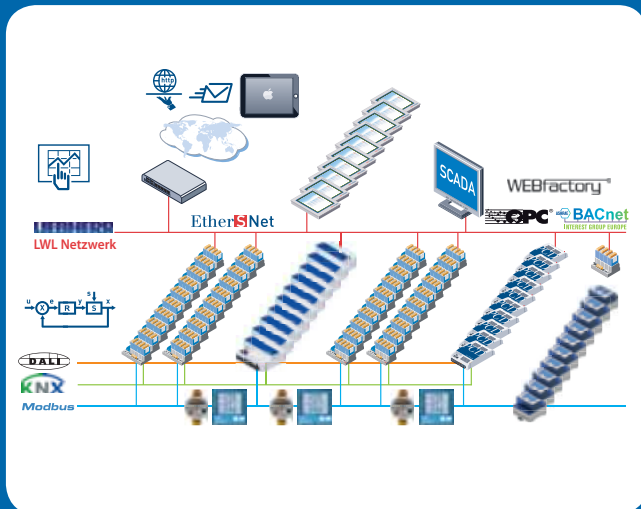 http
SCADA
WEBfactory
EtherSNet
OPC®
BACnet
INTEREST GROUP EUROPE
LWL Netzwerk
s
u e y x
X R S
DALI
KNX
Modbus